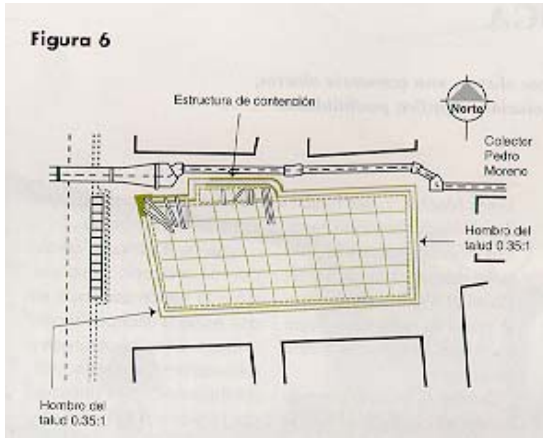 Figura 6
Estructura de contención
Norte
Colector
Pedro
Moreno
Hombro del
talud 0.35:1
Hombro del
talud 0.35:1